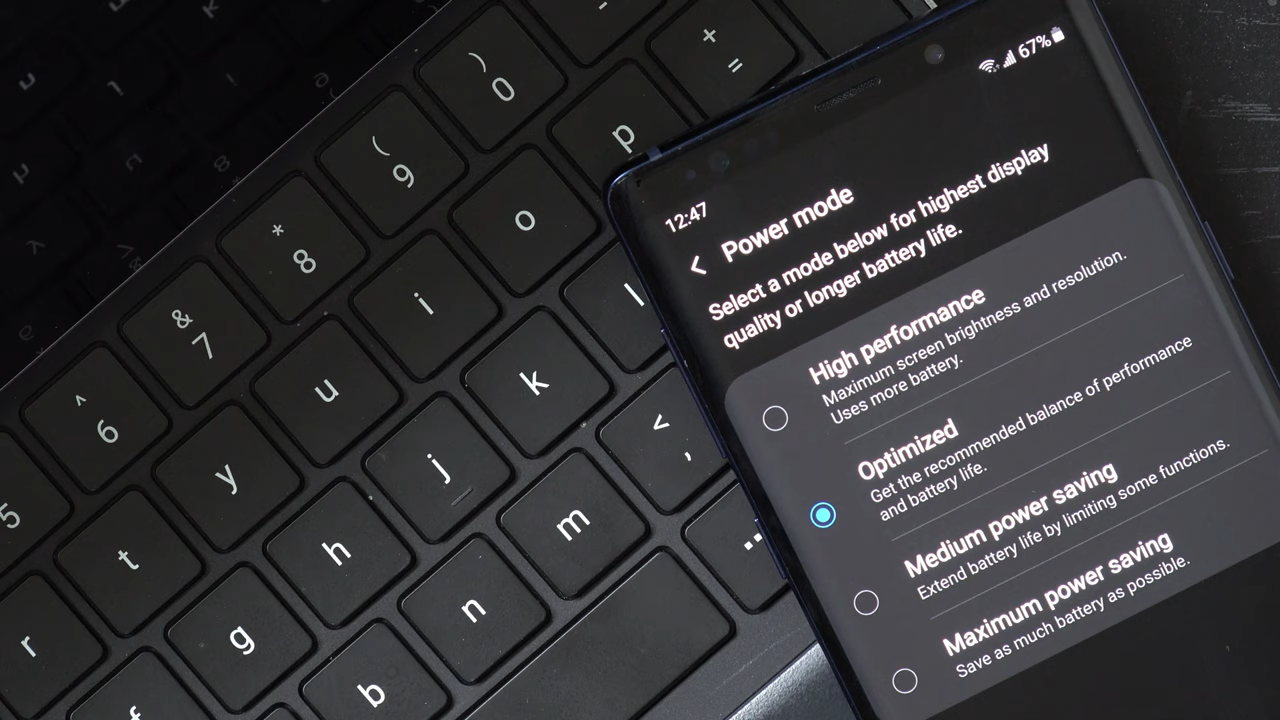 12:47
67%
Power mode
Select a mode below for highest display
quality or longer battery life.
High performance
Maximum screen brightness and resolution.
Uses more battery.
Optimized
Get the recommended balance of performance
and battery life.
Medium power saving
Extend battery life by limiting some functions.
Maximum power saving
Save as much battery as possible.
-
+
=
)
0
p
(
9
o
l
*
8
i
k
<
,
&
7
u
j
m
^
6
y
h
n
5
t
g
b
r
f